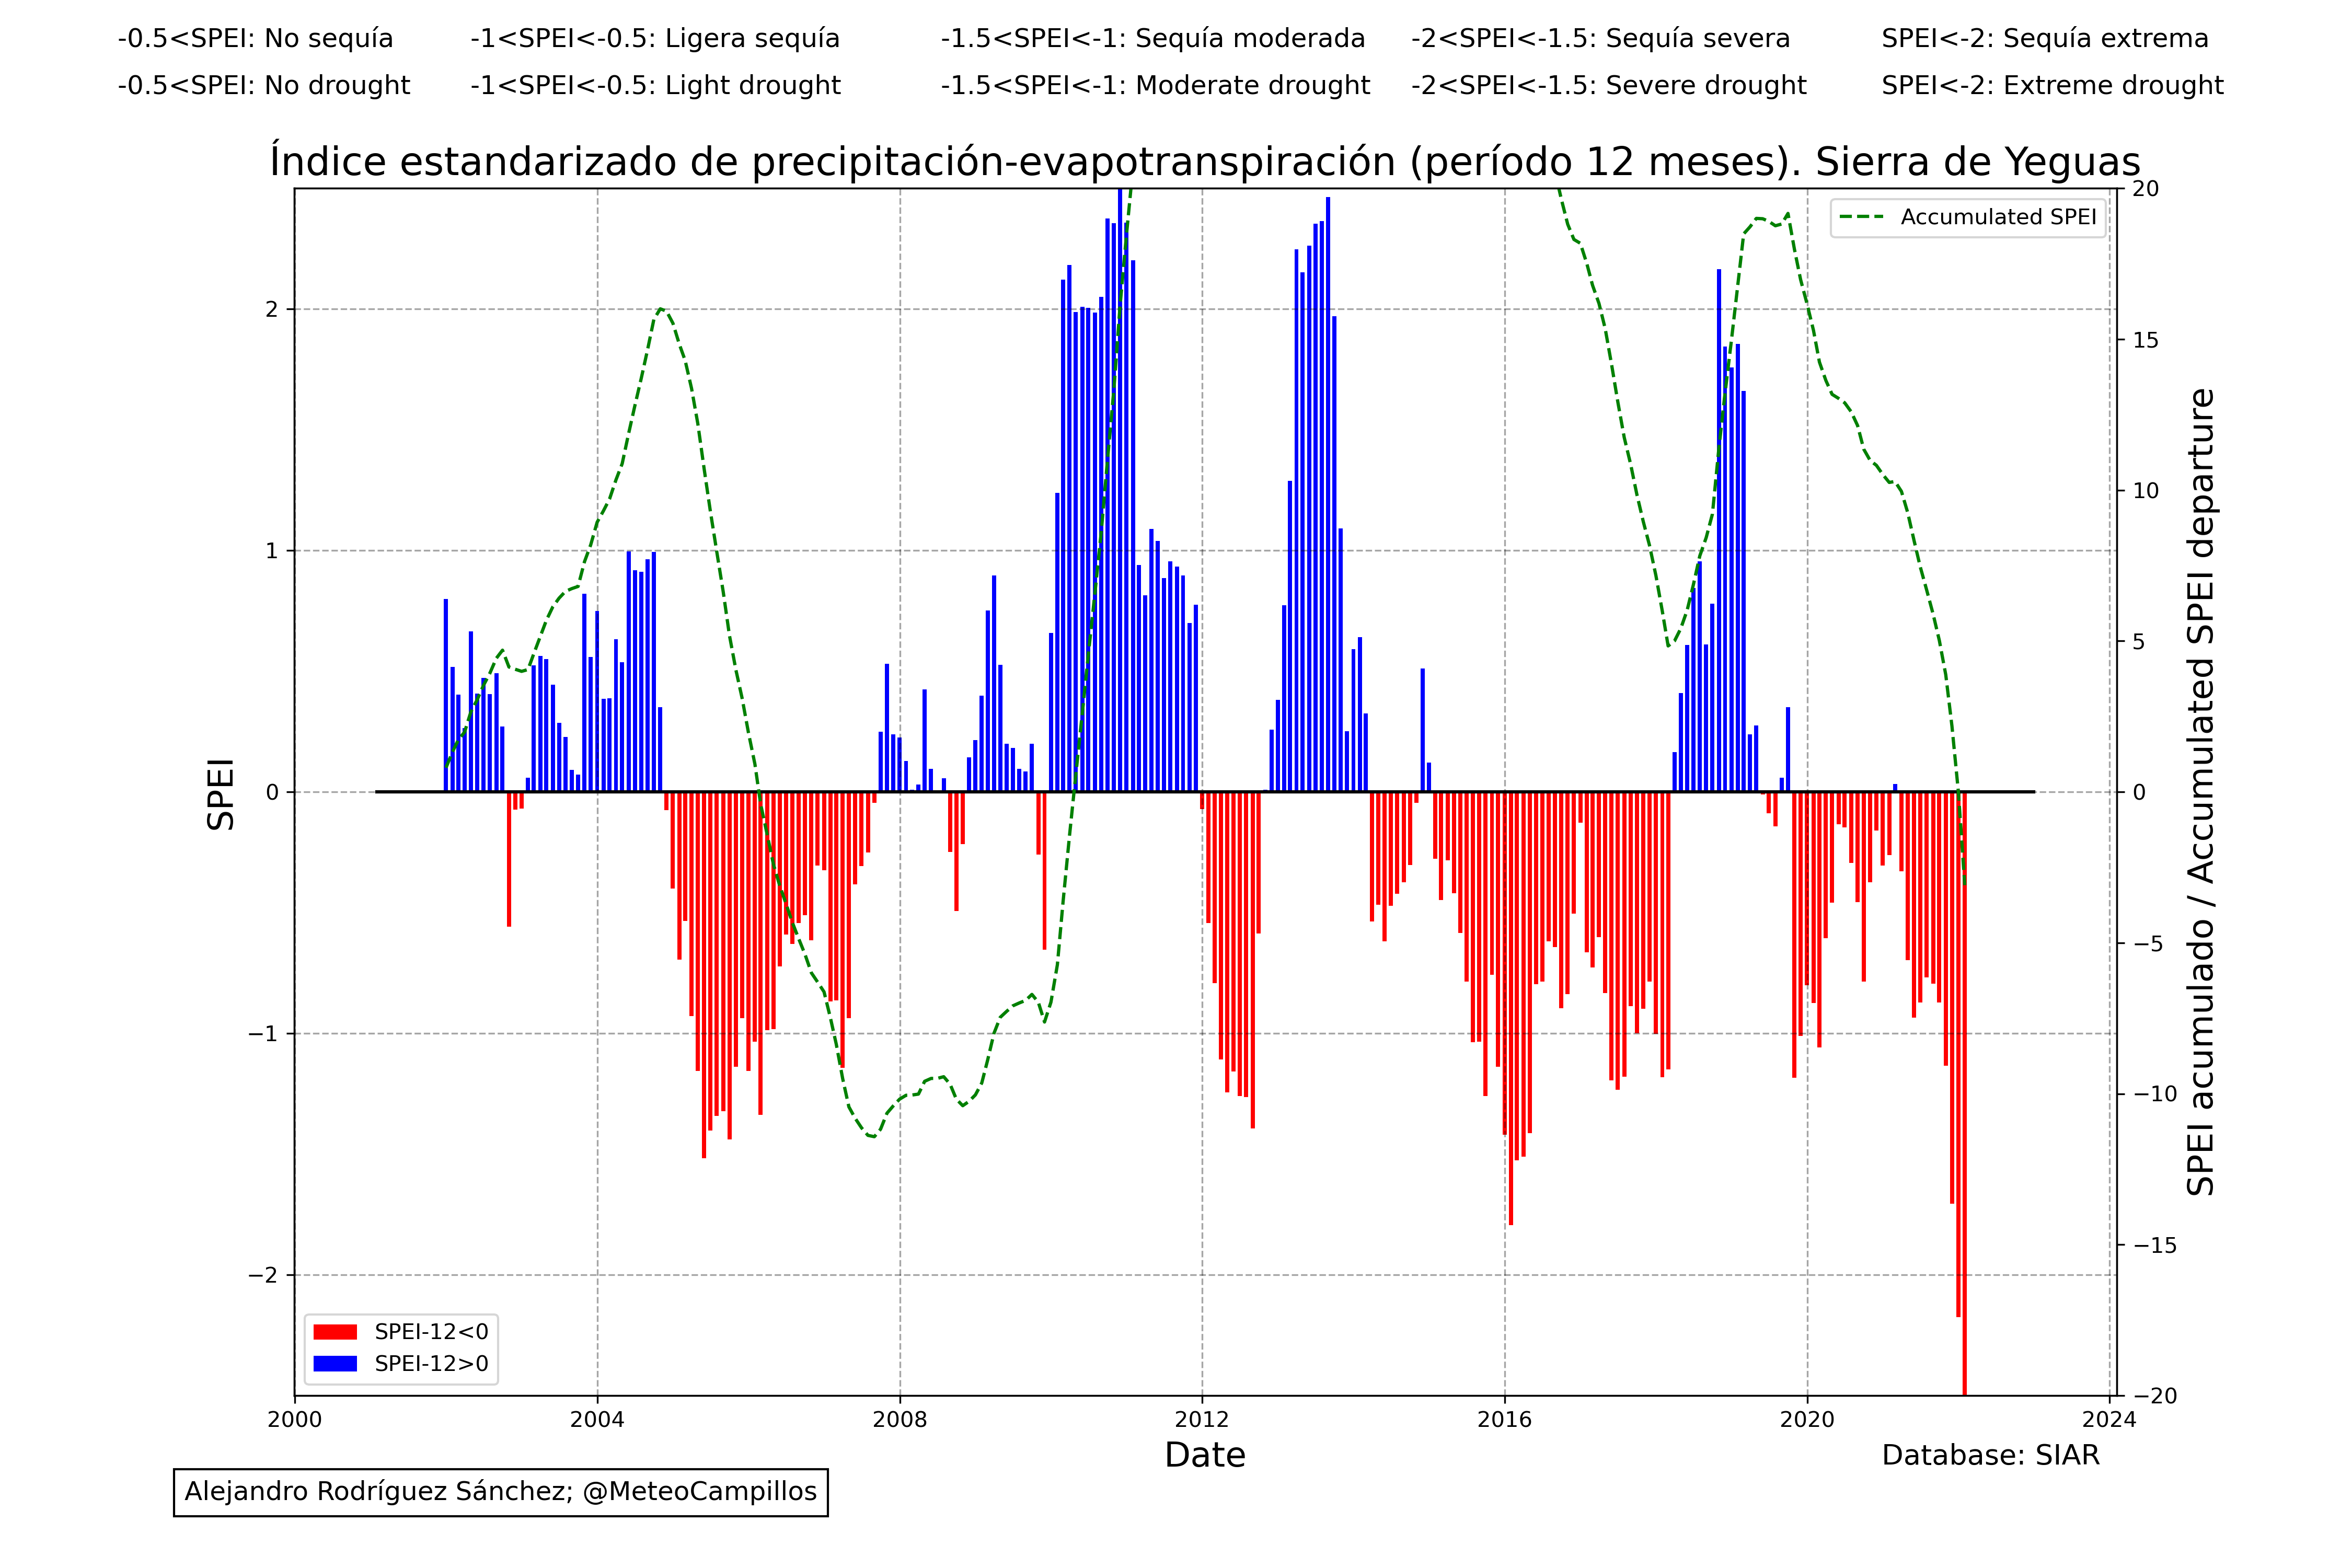 -0.5<SPEI: No sequía -1<SPEI<-0.5: Ligera sequía -1.5<SPEI<-1: Sequía moderada -2<SPEI<-1.5: Sequía severa SPEI<-2: Sequía extrema
-0.5<SPEI: No drought -1<SPEI<-0.5: Light drought -1.5<SPEI<-1: Moderate drought -2<SPEI<-1.5: Severe drought SPEI<-2: Extreme drought
Índice estandarizado de precipitación-evapotranspiración (período 12 meses). Sierra de Yeguas
Accumulated SPEI
SPEI
2
1
0
−1
−2
20
15
10
5
0
−5
−10
−15
−20
SPEI acumulado / Accumulated SPEI departure
SPEI-12<0
SPEI-12>0
2000 2004 2008 2012 2016 2020 2024
Date
Database: SIAR
Alejandro Rodríguez Sánchez; @MeteoCampillos